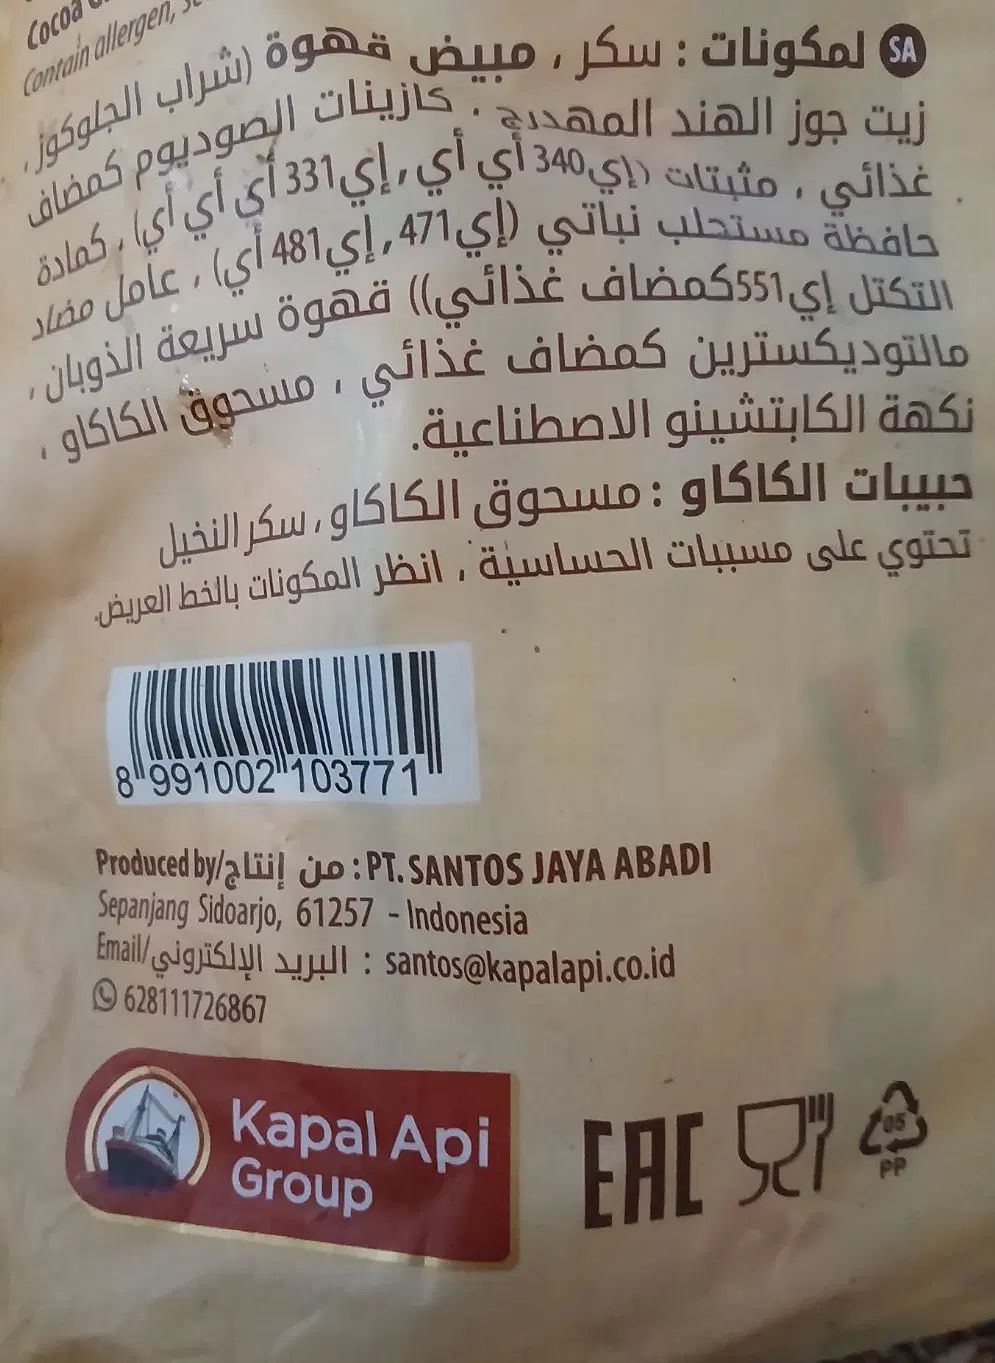 Cocoa
Contain allergen,
SA لمكونات : سكر ، مبيض قهوة (شراب الجلوكوز ،
زيت جوز الهند المهدرج ، كازينات الصوديوم كمضاف
غذائي ، مثبتات (إي340 أي أي ,إي331 أي أي أي) ، كمادة
حافظة مستحلب نباتي (إي471 ,إي481 أي) ، عامل مضاد
التكتل إي551كمضاف غذائي)) قهوة سريعة الذوبان ،
مالتوديكسترين كمضاف غذائي ، مسحوق الكاكاو ،
نكهة الكابتشينو الاصطناعية.
حبيبات الكاكاو : مسحوق الكاكاو، سكر النخيل
تحتوي على مسببات الحساسية ، انظر المكونات بالخط العريض.
8 991002 103771
Produced by/من إنتاج : PT. SANTOS JAYA ABADI
Sepanjang Sidoarjo, 61257 - Indonesia
Email/البريد الإلكتروني : santos@kapalapi.co.id
628111726867
Kapal Api
Group
EAC
05
PP